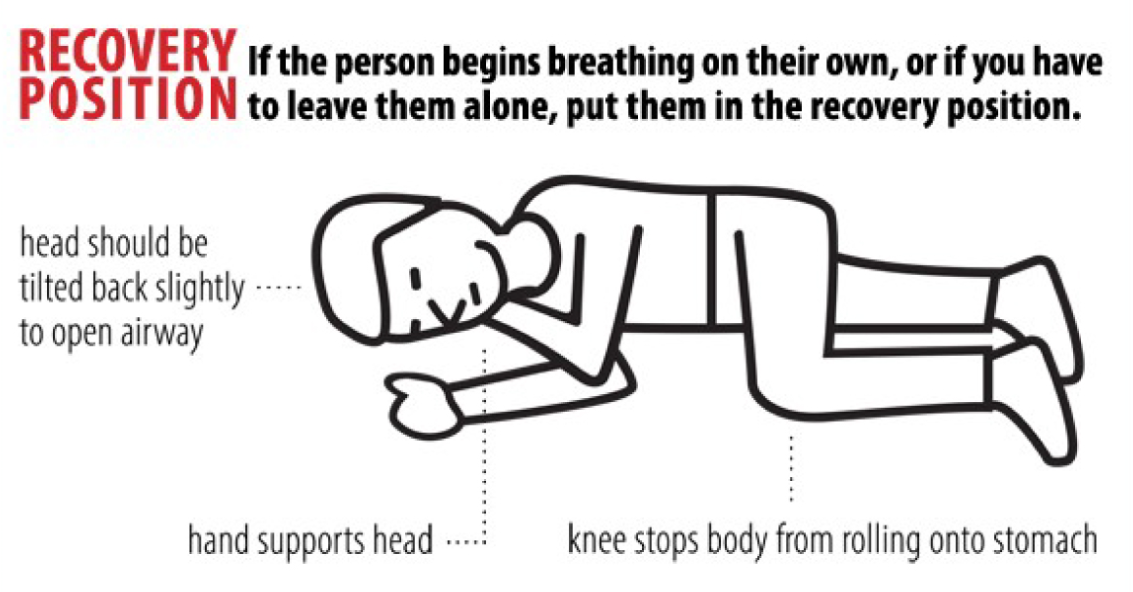 RECOVERY
POSITION
If the person begins breathing on their own, or if you have
to leave them alone, put them in the recovery position.
head should be
tilted back slightly
to open airway
hand supports head
knee stops body from rolling onto stomach